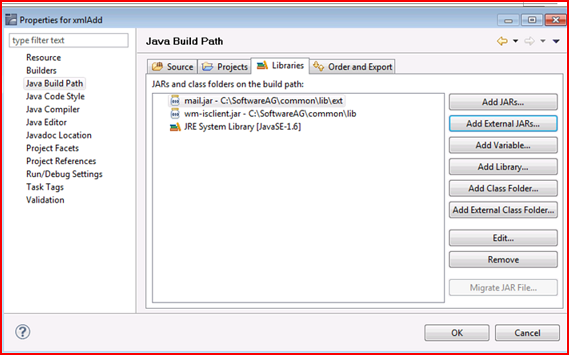 Properties for xmlAdd
type filter text
Resource
Builders
Java Build Path
Java Code Style
Java Compiler
Java Editor
Javadoc Location
Project Facets
Project References
Run/Debug Settings
Task Tags
Validation
Java Build Path
Source Projects Libraries Order and Export
JARs and class folders on the build path:
mail.jar - C:\SoftwareAG\common\lib\ext
wm-isclient.jar - C:\SoftwareAG\common\lib
JRE System Library [JavaSE-1.6]
Add JARs...
Add External JARs...
Add Variable...
Add Library...
Add Class Folder...
Add External Class Folder...
Edit...
Remove
Migrate JAR File...
OK Cancel